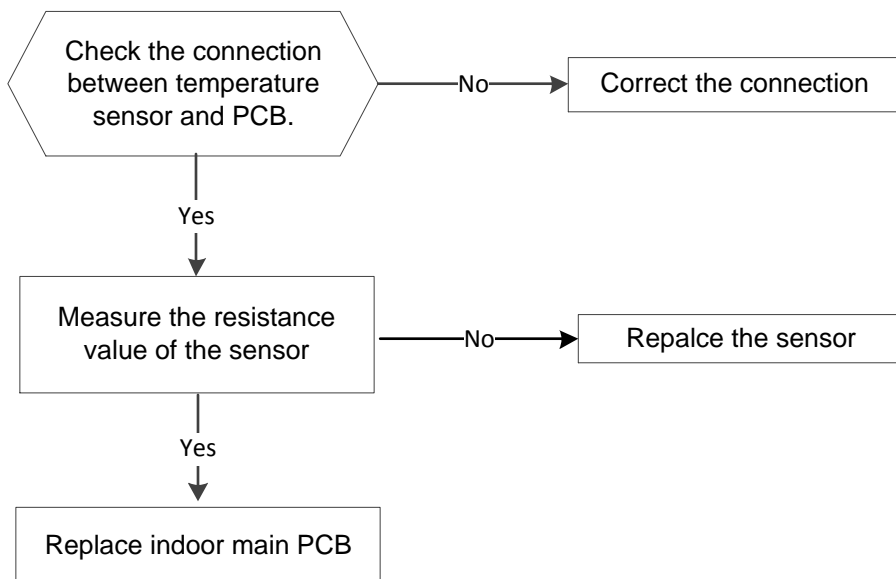 Check the connection
between temperature
sensor and PCB.
No
Correct the connection
Yes
Measure the resistance
value of the sensor
No
Repalce the sensor
Yes
Replace indoor main PCB